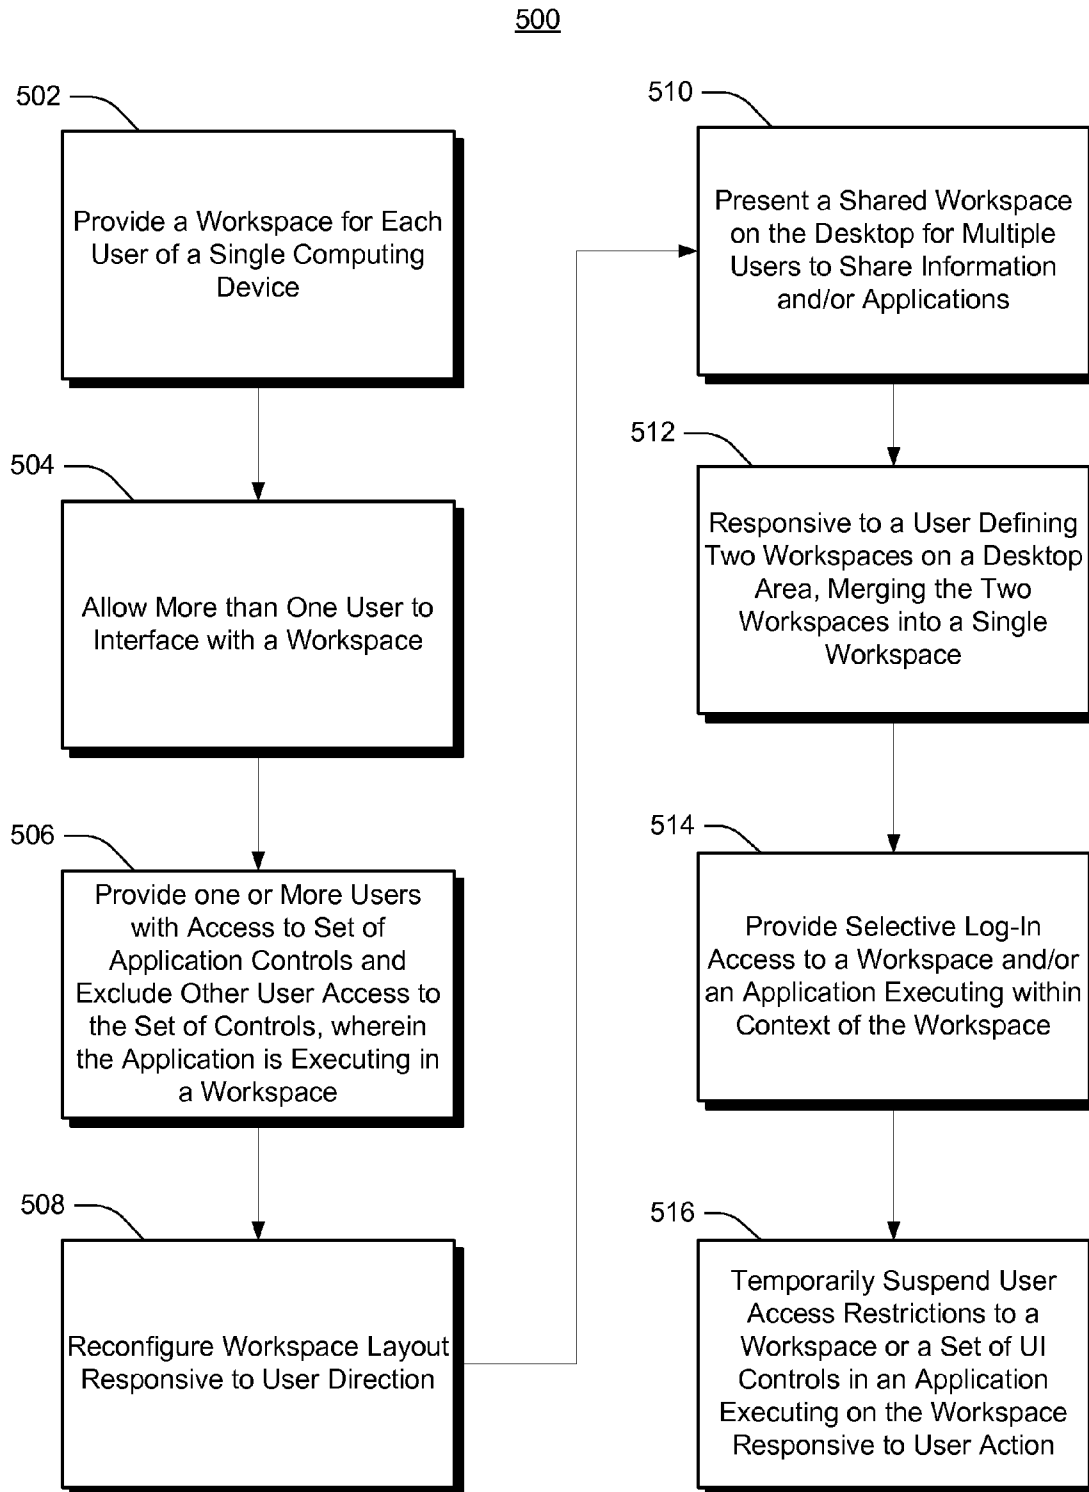 500
502
Provide a Workspace for Each
User of a Single Computing
Device
504
Allow More than One User to
Interface with a Workspace
506
Provide one or More Users
with Access to Set of
Application Controls and
Exclude Other User Access to
the Set of Controls, wherein
the Application is Executing in
a Workspace
508
Reconfigure Workspace Layout
Responsive to User Direction
510
Present a Shared Workspace
on the Desktop for Multiple
Users to Share Information
and/or Applications
512
Responsive to a User Defining
Two Workspaces on a Desktop
Area, Merging the Two
Workspaces into a Single
Workspace
514
Provide Selective Log-In
Access to a Workspace and/or
an Application Executing within
Context of the Workspace
516
Temporarily Suspend User
Access Restrictions to a
Workspace or a Set of UI
Controls in an Application
Executing on the Workspace
Responsive to User Action